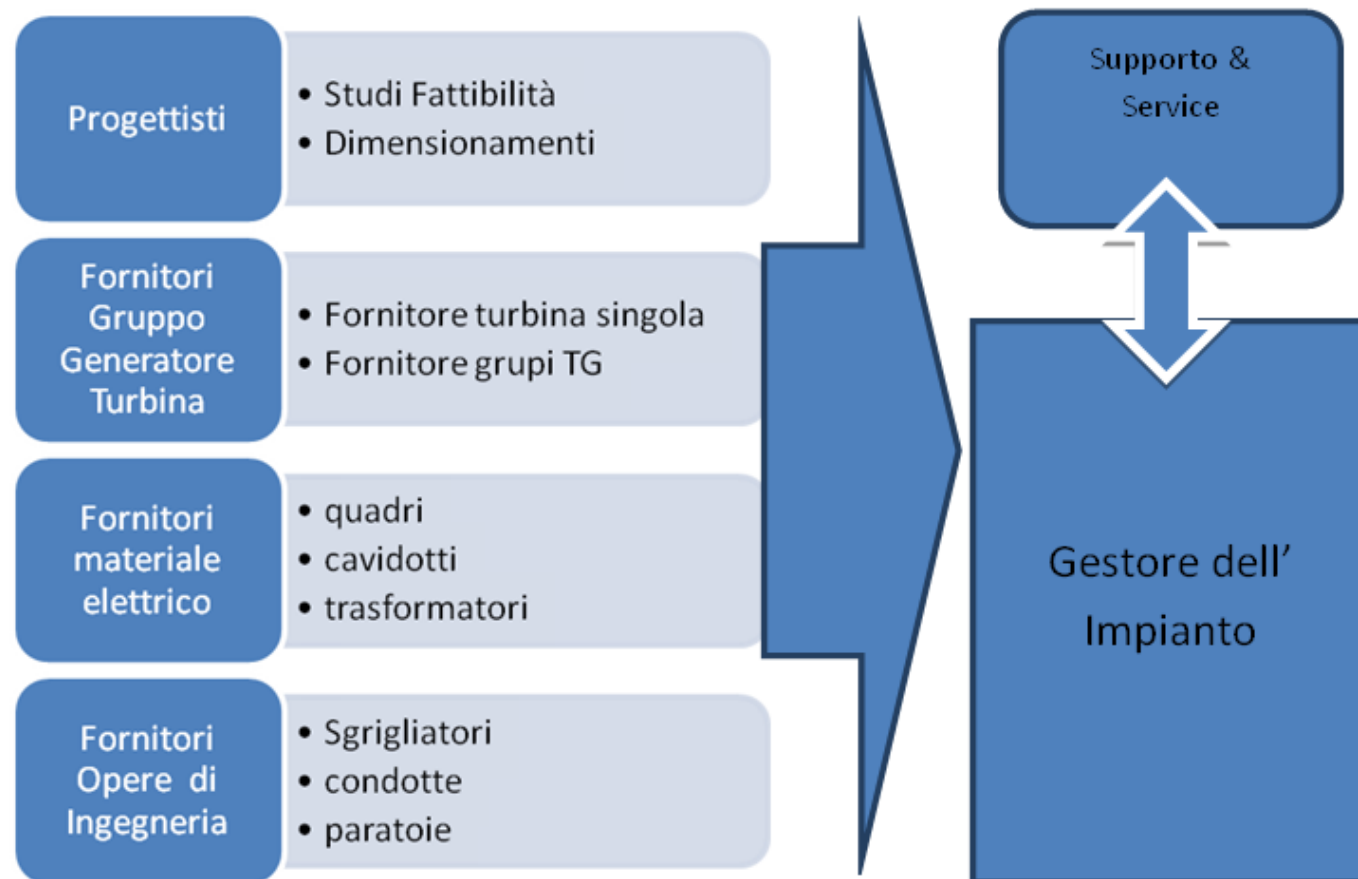 Progettisti
• Studi Fattibilità
• Dimensionamenti
Fornitori
Gruppo
Generatore
Turbina
• Fornitore turbina singola
• Fornitore grupi TG
Fornitori
materiale
elettrico
• quadri
• cavidotti
• trasformatori
Fornitori
Opere di
Ingegneria
• Sgrigliatori
• condotte
• paratoie
Supporto &
Service
Gestore dell’
Impianto